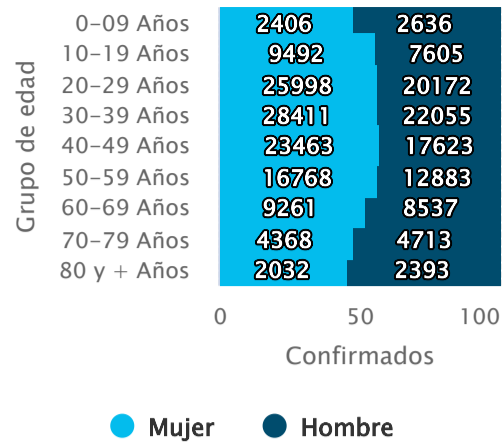 0-09 Años 2406 2636
10-19 Años 9492 7605
20-29 Años 25998 20172
30-39 Años 28411 22055
40-49 Años 23463 17623
50-59 Años 16768 12883
60-69 Años 9261 8537
70-79 Años 4368 4713
80 y + Años 2032 2393
Grupo de edad
0 50 100
Confirmados
Mujer Hombre